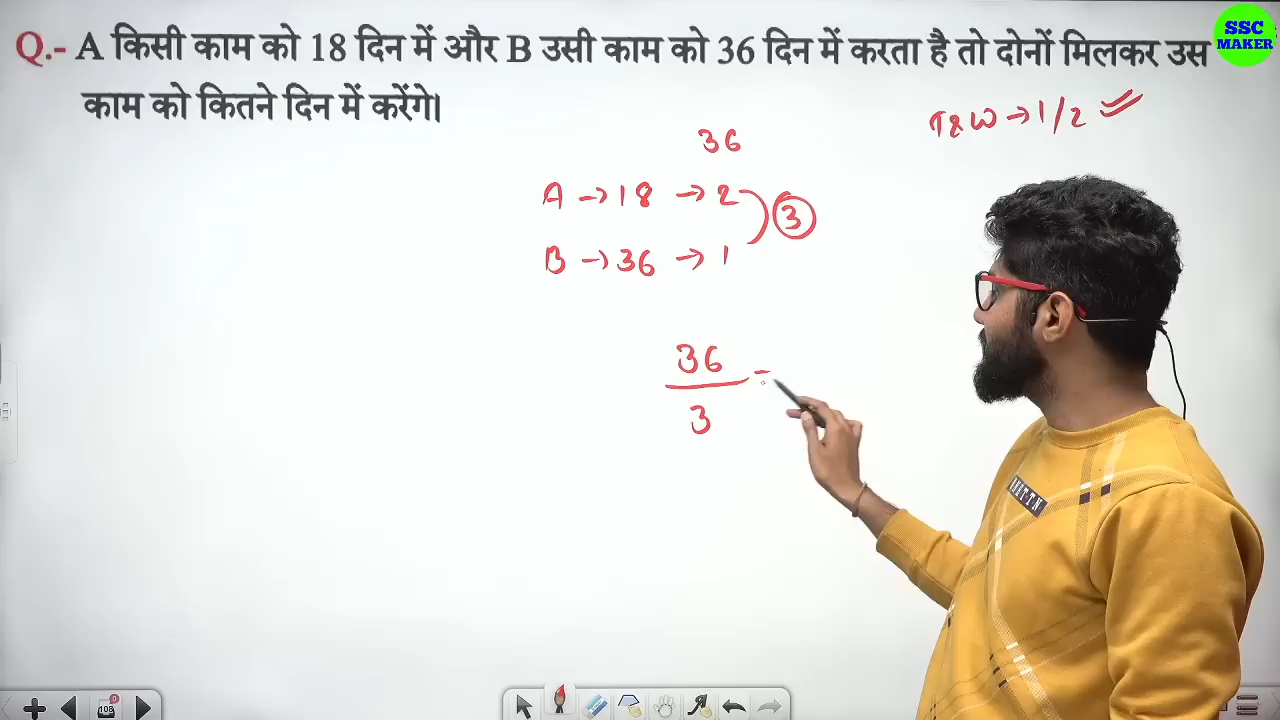 Q.- A किसी काम को 18 दिन में और B उसी काम को 36 दिन में करता है तो दोनों मिलकर उस
काम को कितने दिन में करेंगे।
SSC
MAKER
T&W → 1/2
36
A → 18 → 2
3
B → 36 → 1
36
3
=
108